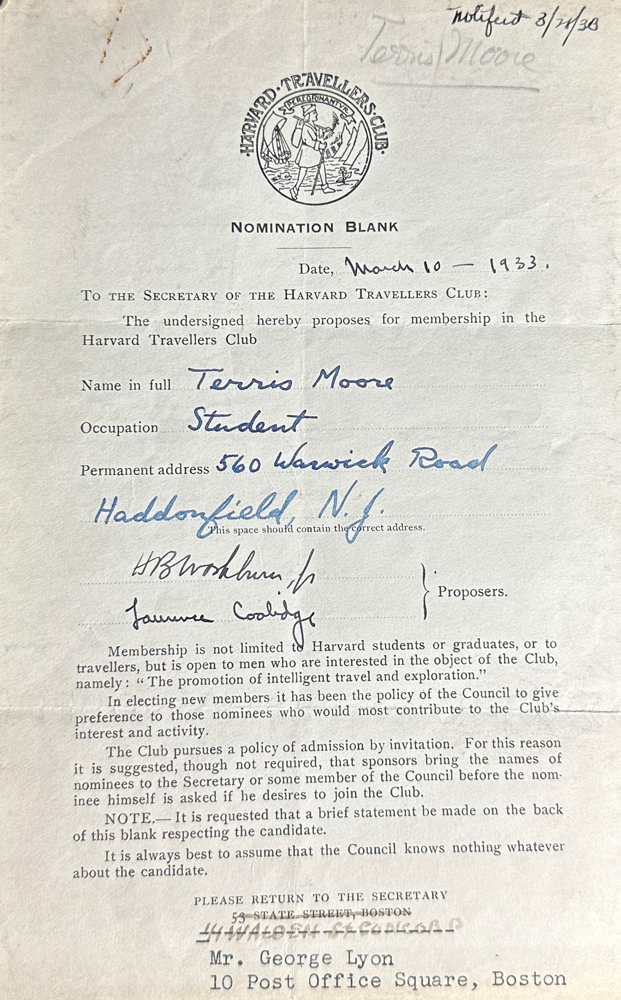 notified 3/28/33
Terris Moore
HARVARD·TRAVELLERS·CLUB·
PEREGRINANTVR
NOMINATION BLANK
Date, March 10 — 1933.
TO THE SECRETARY OF THE HARVARD TRAVELLERS CLUB:
The undersigned hereby proposes for membership in the
Harvard Travellers Club
Name in full Terris Moore
Occupation Student
Permanent address 560 Warwick Road
Haddonfield, N.J.
This space should contain the correct address.
HBWashburn, Jr
Lawrence Coolidge
Proposers.
Membership is not limited to Harvard students or graduates, or to
travellers, but is open to men who are interested in the object of the Club,
namely: “The promotion of intelligent travel and exploration.”
In electing new members it has been the policy of the Council to give
preference to those nominees who would most contribute to the Club's
interest and activity.
The Club pursues a policy of admission by invitation. For this reason
it is suggested, though not required, that sponsors bring the names of
nominees to the Secretary or some member of the Council before the nom-
inee himself is asked if he desires to join the Club.
NOTE.— It is requested that a brief statement be made on the back
of this blank respecting the candidate.
It is always best to assume that the Council knows nothing whatever
about the candidate.
PLEASE RETURN TO THE SECRETARY
53 STATE STREET, BOSTON
WALDEN ST CONCORD
Mr. George Lyon
10 Post Office Square, Boston